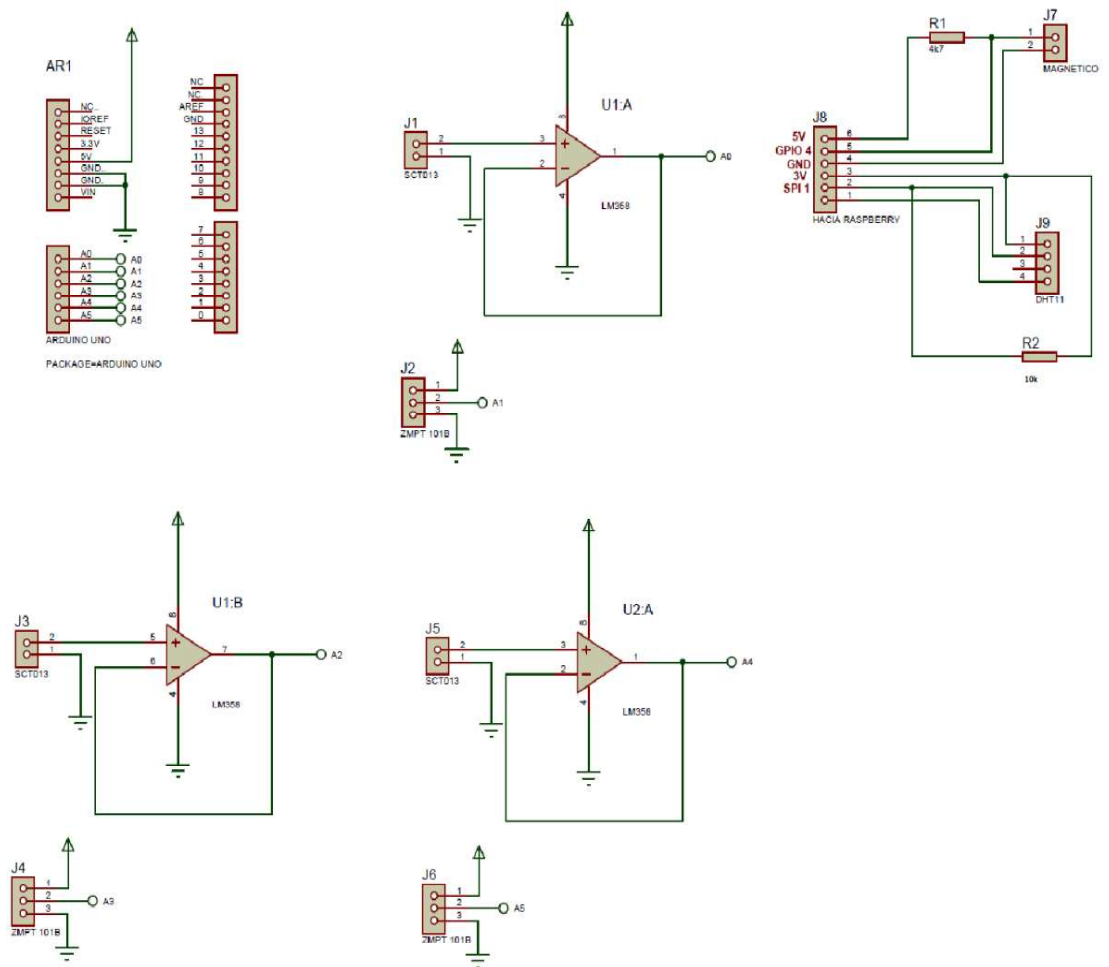 AR1
NC
IOREF
RESET
3.3V
5V
GND
GND
VIN
A0
A1
A2
A3
A4
A5
A0
A1
A2
A3
A4
A5
ARDUINO UNO
PACKAGE=ARDUINO UNO
NC
NC
AREF
GND
13
12
11
10
9
8
7
6
5
4
3
2
1
0
J1
2
1
SCT013
U1:A
3
2
8
4
1
LM358
A0
J2
1
2
3
A1
ZMPT 101B
R1
4k7
J7
1
2
MAGNETICO
J8
5V
GPIO 4
GND
3V
SPI 1
6
5
4
3
2
1
HACIA RASPBERRY
J9
1
2
3
4
DHT11
R2
10k
J3
2
1
SCT013
U1:B
5
6
8
4
7
LM358
A2
J5
2
1
SCT013
U2:A
3
2
8
4
1
LM358
A4
J4
1
2
3
A3
ZMPT 101B
J6
1
2
3
A5
ZMPT 101B